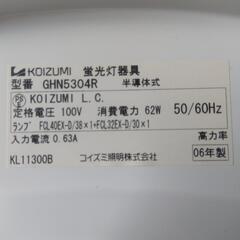 KOIZUMI 蛍光灯器具
型番 GHN5304R 半導体式
PS E KOIZUMI L.C.
定格電圧 100V 消費電力 62W 50/60Hz
ランプ FCL40EX-D/38×1+FCL32EX-D/30×1
入力電流 0.63A 高力率
KL11300B コイズミ照明株式会社 06年製